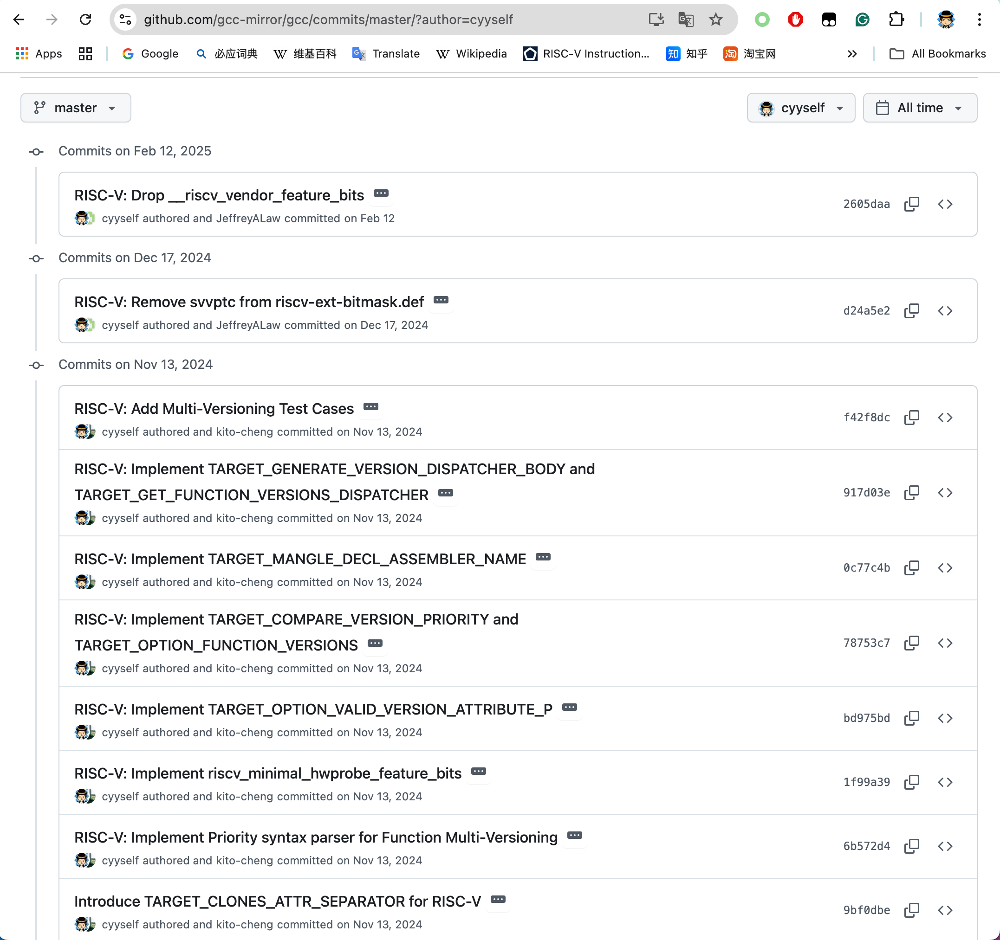 github.com/gcc-mirror/gcc/commits/master/?author=cyyself
Apps Google 必应词典 维基百科 Translate Wikipedia RISC-V Instruction... 知乎 淘宝网 » All Bookmarks
master cyyself All time
Commits on Feb 12, 2025
RISC-V: Drop __riscv_vendor_feature_bits
2605daa
cyyself authored and JeffreyALaw committed on Feb 12
Commits on Dec 17, 2024
RISC-V: Remove svvptc from riscv-ext-bitmask.def
d24a5e2
cyyself authored and JeffreyALaw committed on Dec 17, 2024
Commits on Nov 13, 2024
RISC-V: Add Multi-Versioning Test Cases
f42f8dc
cyyself authored and kito-cheng committed on Nov 13, 2024
RISC-V: Implement TARGET_GENERATE_VERSION_DISPATCHER_BODY and
TARGET_GET_FUNCTION_VERSIONS_DISPATCHER
917d03e
cyyself authored and kito-cheng committed on Nov 13, 2024
RISC-V: Implement TARGET_MANGLE_DECL_ASSEMBLER_NAME
0c77c4b
cyyself authored and kito-cheng committed on Nov 13, 2024
RISC-V: Implement TARGET_COMPARE_VERSION_PRIORITY and
TARGET_OPTION_FUNCTION_VERSIONS
78753c7
cyyself authored and kito-cheng committed on Nov 13, 2024
RISC-V: Implement TARGET_OPTION_VALID_VERSION_ATTRIBUTE_P
bd975bd
cyyself authored and kito-cheng committed on Nov 13, 2024
RISC-V: Implement riscv_minimal_hwprobe_feature_bits
1f99a39
cyyself authored and kito-cheng committed on Nov 13, 2024
RISC-V: Implement Priority syntax parser for Function Multi-Versioning
6b572d4
cyyself authored and kito-cheng committed on Nov 13, 2024
Introduce TARGET_CLONES_ATTR_SEPARATOR for RISC-V
9bf0dbe
cyyself authored and kito-cheng committed on Nov 13, 2024